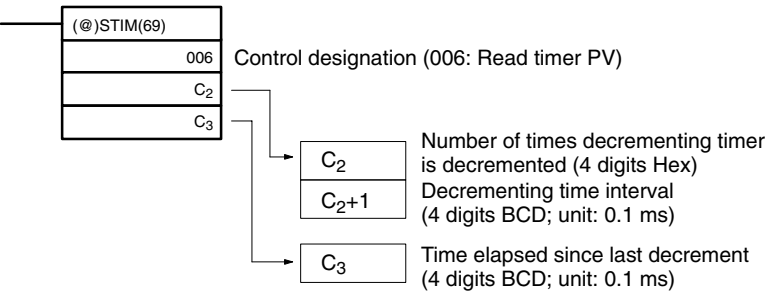 (@)STIM(69)
006 Control designation (006: Read timer PV)
C2
C3
C2 Number of times decrementing timer
is decremented (4 digits Hex)
C2+1 Decrementing time interval
(4 digits BCD; unit: 0.1 ms)
C3 Time elapsed since last decrement
(4 digits BCD; unit: 0.1 ms)